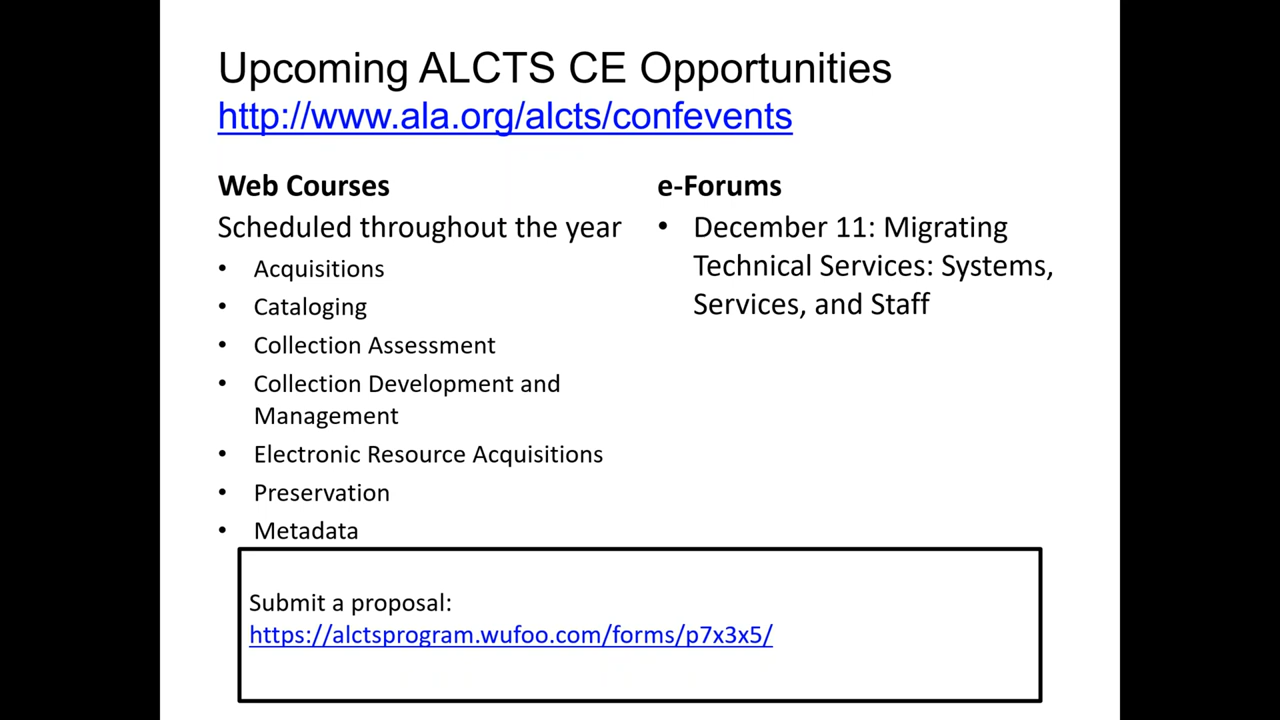 Upcoming ALCTS CE Opportunities
http://www.ala.org/alcts/confevents
Web Courses
Scheduled throughout the year
• Acquisitions
• Cataloging
• Collection Assessment
• Collection Development and
Management
• Electronic Resource Acquisitions
• Preservation
• Metadata
e-Forums
• December 11: Migrating
Technical Services: Systems,
Services, and Staff
Submit a proposal:
https://alctsprogram.wufoo.com/forms/p7x3x5/